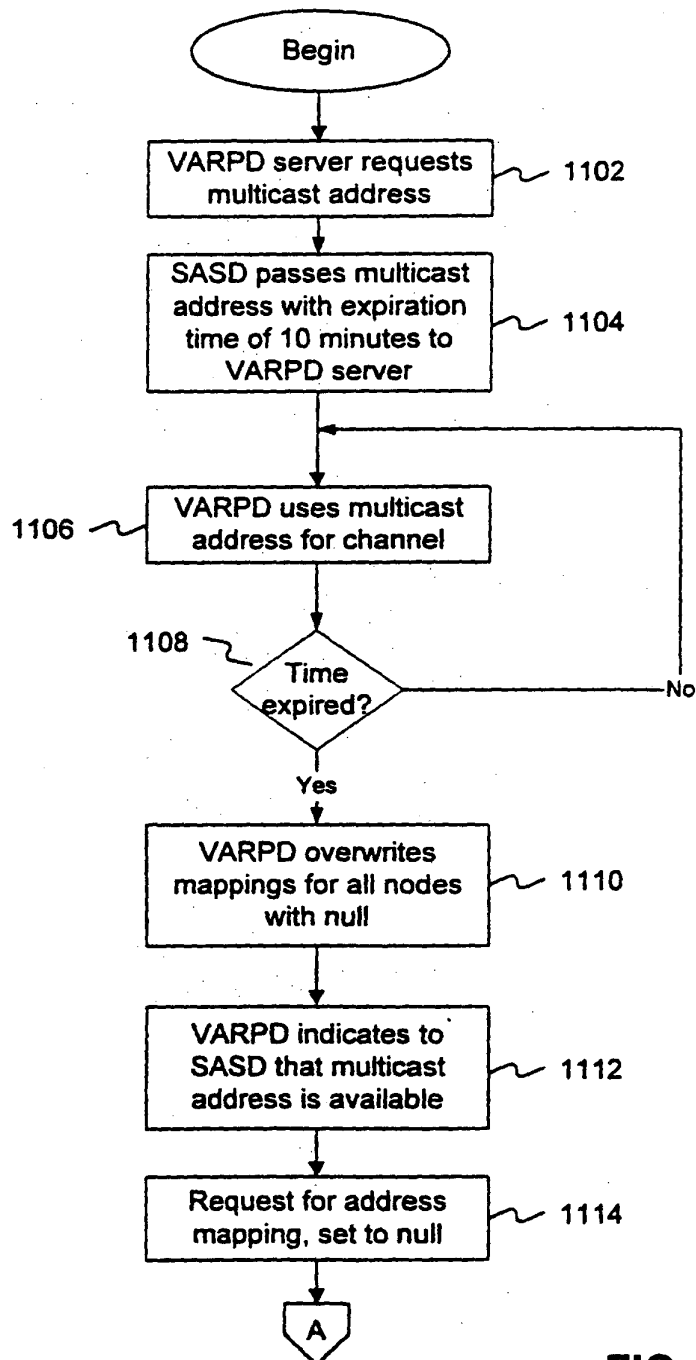 Begin
VARPD server requests
multicast address
1102
SASD passes multicast
address with expiration
time of 10 minutes to
VARPD server
1104
VARPD uses multicast
address for channel
1106
1108
Time
expired?
No
Yes
VARPD overwrites
mappings for all nodes
with null
1110
VARPD indicates to
SASD that multicast
address is available
1112
Request for address
mapping, set to null
1114
A